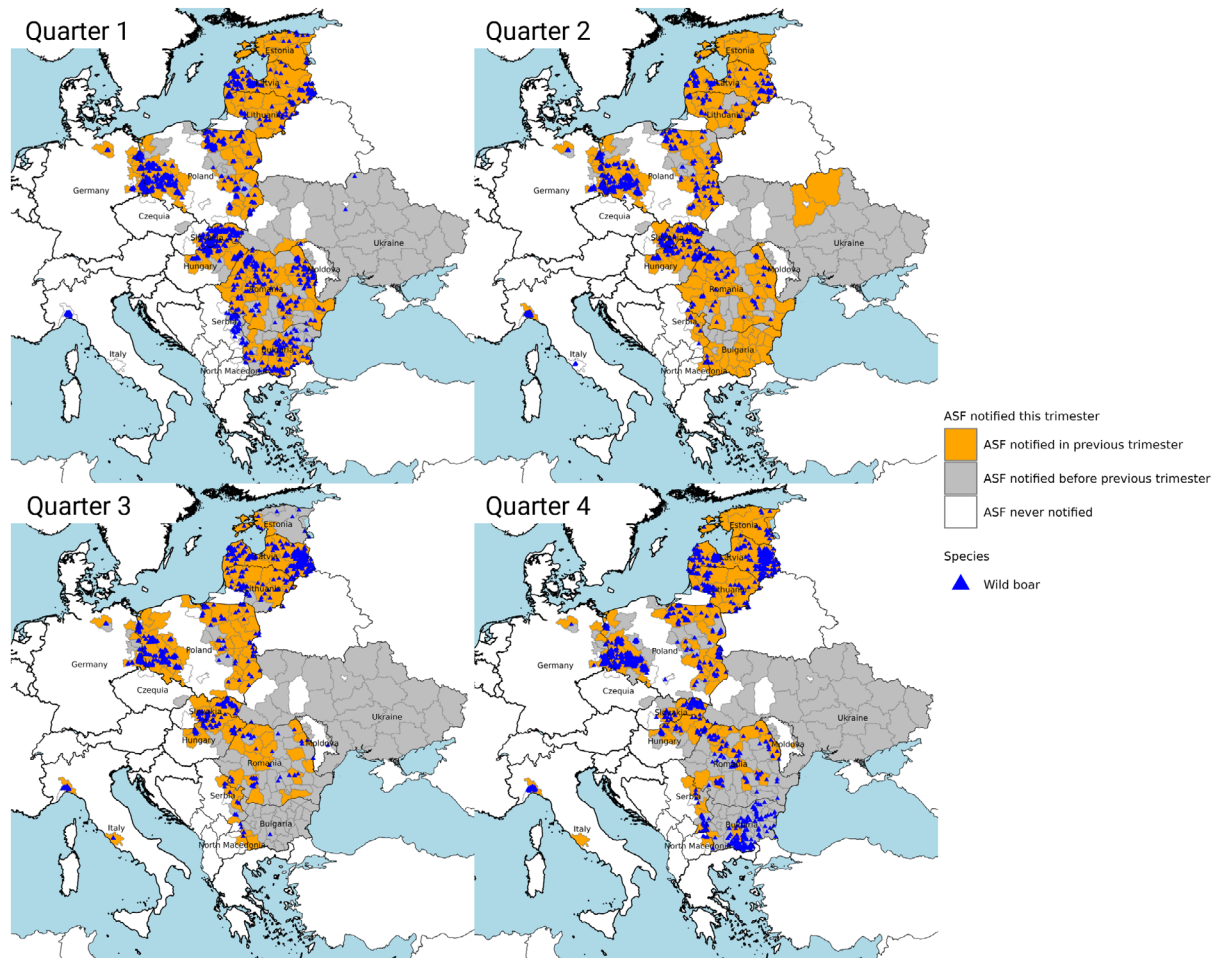 Quarter 1
Estonia
Latvia
Lithuania
Poland
Germany
Czequia
Ukraine
Slovakia
Hungary
Moldova
Romania
Serbia
Bulgaria
Italy
North Macedonia
Quarter 2
Estonia
Latvia
Lithuania
Poland
Germany
Czequia
Ukraine
Slovakia
Hungary
Moldova
Romania
Serbia
Bulgaria
Italy
North Macedonia
ASF notified this trimester
ASF notified in previous trimester
ASF notified before previous trimester
ASF never notified
Species
Wild boar
Quarter 3
Estonia
Latvia
Lithuania
Poland
Germany
Czequia
Ukraine
Slovakia
Hungary
Moldova
Romania
Serbia
Bulgaria
Italy
North Macedonia
Quarter 4
Estonia
Latvia
Lithuania
Poland
Germany
Czequia
Ukraine
Slovakia
Hungary
Moldova
Romania
Serbia
Bulgaria
Italy
North Macedonia